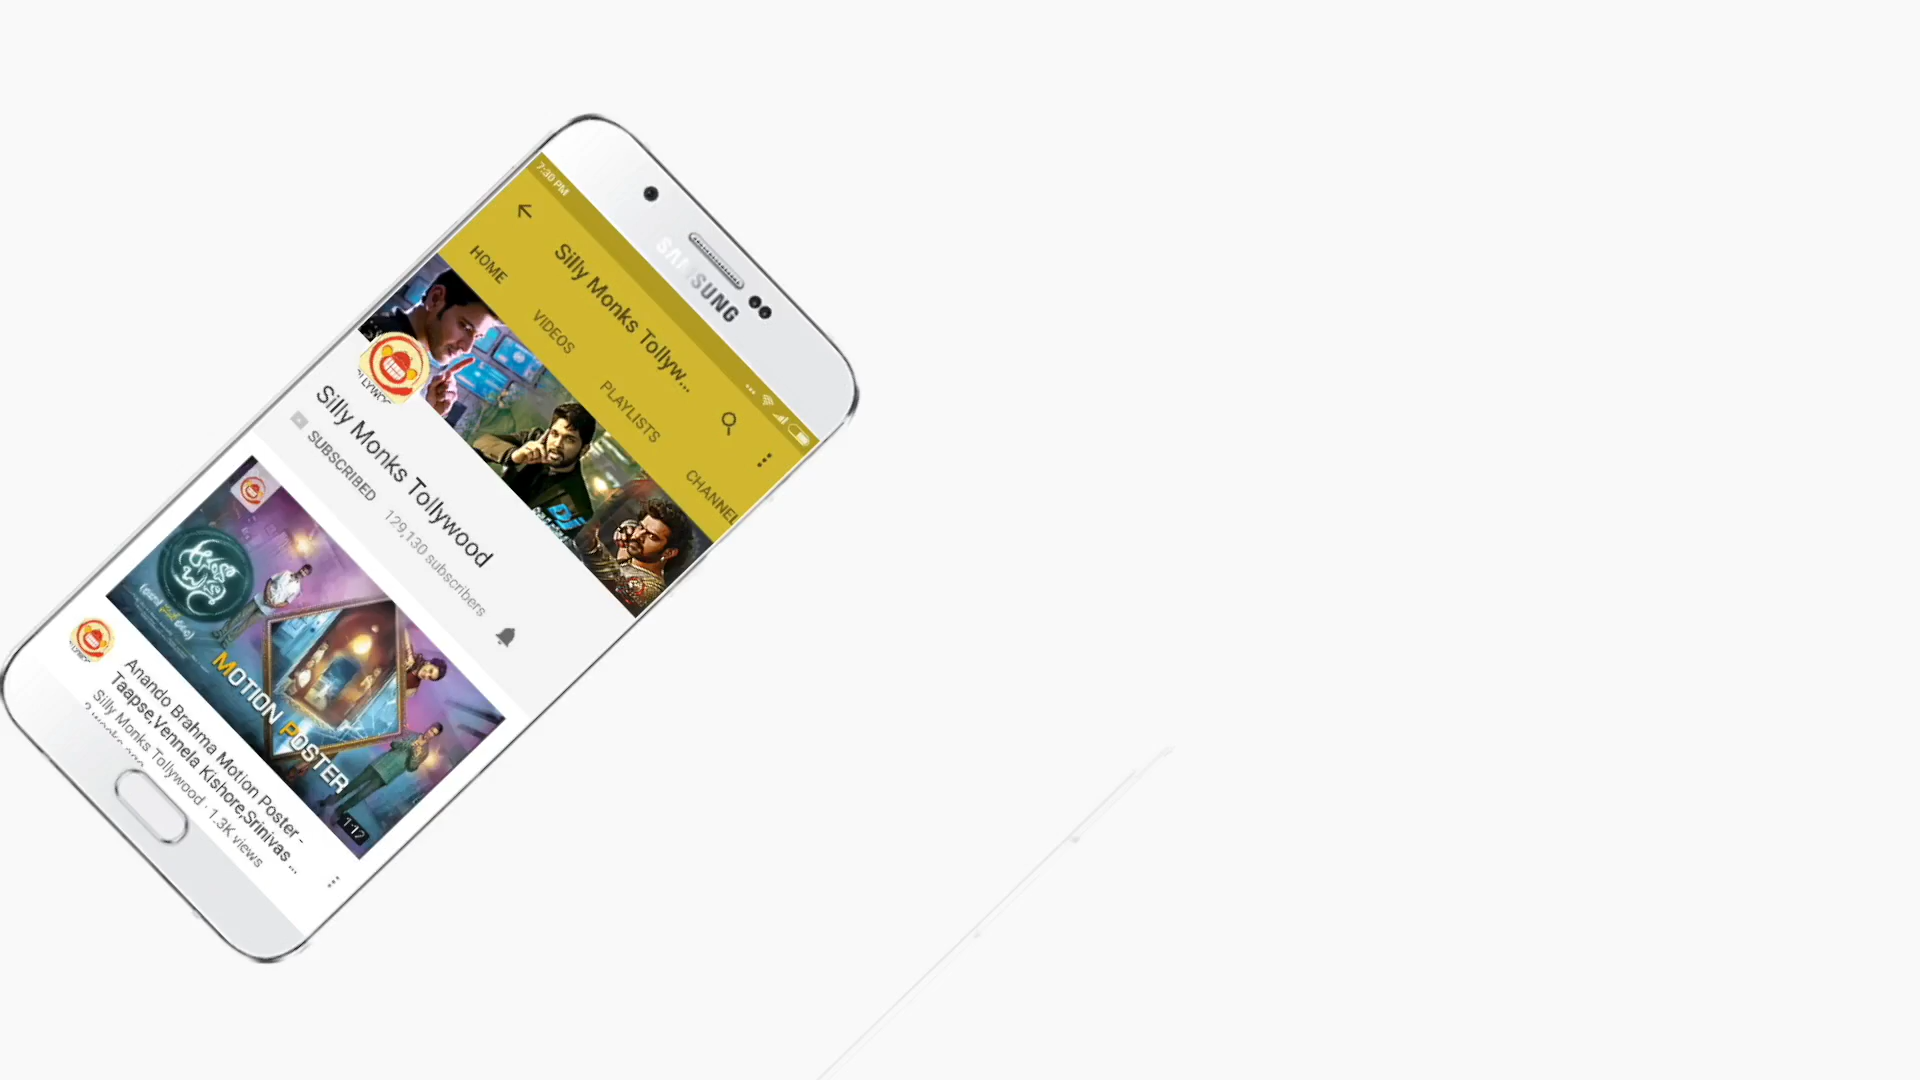 SAMSUNG
7:30 PM
Silly Monks Tollyw...
HOME
VIDEOS
PLAYLISTS
CHANNEL
DJ
Silly Monks Tollywood
SUBSCRIBED
129,130 subscribers
MOTION POSTER
1:12
Anando Brahma Motion Poster -
Taapse,Vennela Kishore,Srinivas ...
Silly Monks Tollywood · 1.3K views